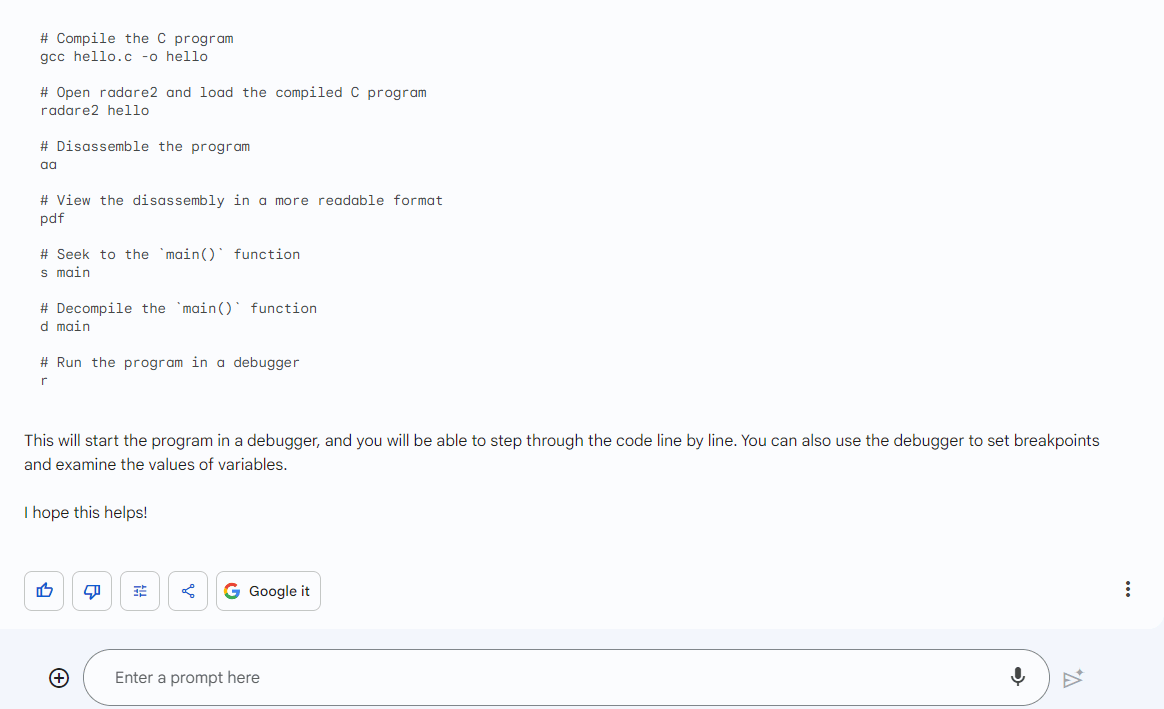 # Compile the C program
gcc hello.c -o hello
# Open radare2 and load the compiled C program
radare2 hello
# Disassemble the program
aa
# View the disassembly in a more readable format
pdf
# Seek to the `main()` function
s main
# Decompile the `main()` function
d main
# Run the program in a debugger
r
This will start the program in a debugger, and you will be able to step through the code line by line. You can also use the debugger to set breakpoints
and examine the values of variables.
I hope this helps!
Google it
Enter a prompt here